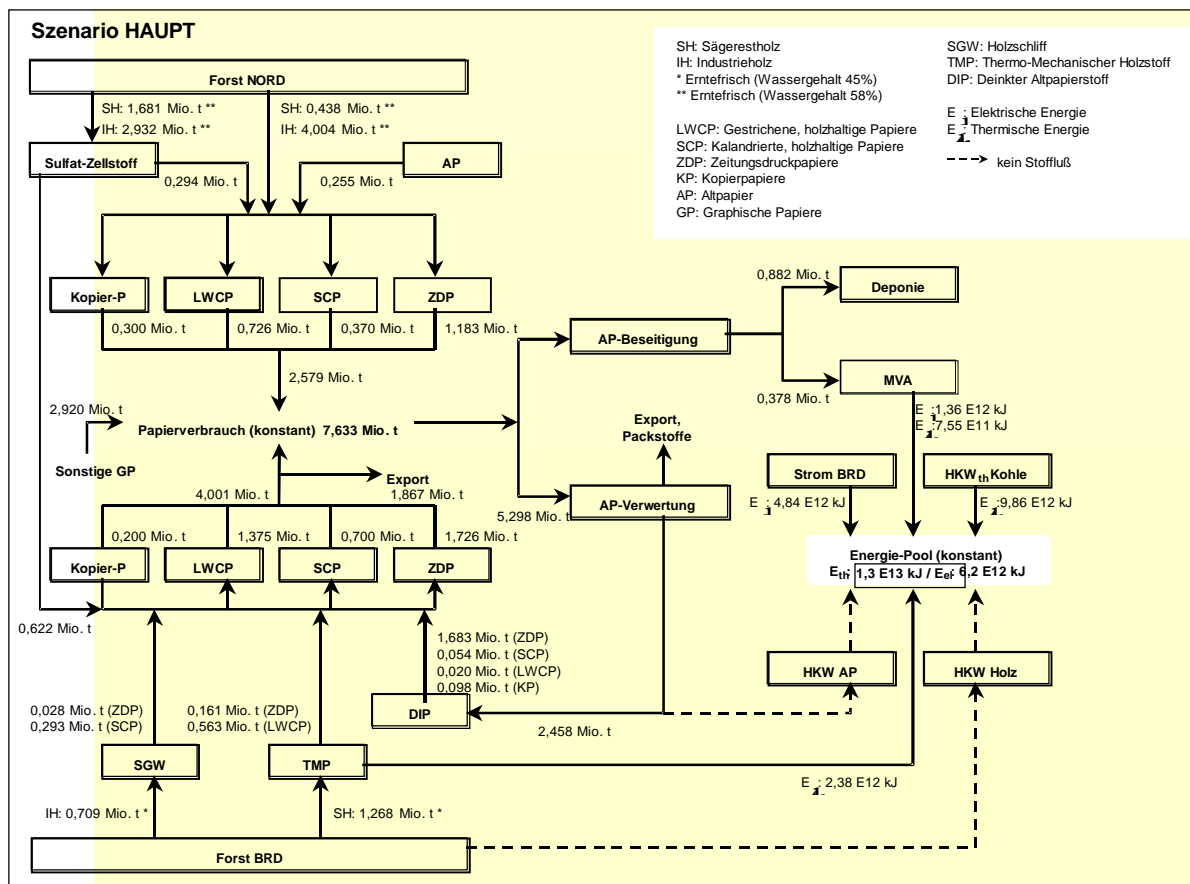 Szenario HAUPT
SH: Sägerestholz
IH: Industrieholz
* Erntefrisch (Wassergehalt 45%)
** Erntefrisch (Wassergehalt 58%)
LWCP: Gestrichene, holzhaltige Papiere
SCP: Kalandrierte, holzhaltige Papiere
ZDP: Zeitungsdruckpapiere
KP: Kopierpapiere
AP: Altpapier
GP: Graphische Papiere
SGW: Holzschliff
TMP: Thermo-Mechanischer Holzstoff
DIP: Deinkter Altpapierstoff
E : Elektrische Energie
E : Thermische Energie
kein Stoffluß
Forst NORD
SH: 1,681 Mio. t **
IH: 2,932 Mio. t **
SH: 0,438 Mio. t **
IH: 4,004 Mio. t **
Sulfat-Zellstoff
AP
0,294 Mio. t
0,255 Mio. t
Kopier-P
LWCP
SCP
ZDP
0,300 Mio. t
0,726 Mio. t
0,370 Mio. t
1,183 Mio. t
2,579 Mio. t
2,920 Mio. t
Papierverbrauch (konstant) 7,633 Mio. t
Sonstige GP
Export
4,001 Mio. t
1,867 Mio. t
0,200 Mio. t
1,375 Mio. t
0,700 Mio. t
1,726 Mio. t
Kopier-P
LWCP
SCP
ZDP
0,622 Mio. t
1,683 Mio. t (ZDP)
0,054 Mio. t (SCP)
0,020 Mio. t (LWCP)
0,098 Mio. t (KP)
0,028 Mio. t (ZDP)
0,293 Mio. t (SCP)
0,161 Mio. t (ZDP)
0,563 Mio. t (LWCP)
DIP
2,458 Mio. t
SGW
TMP
IH: 0,709 Mio. t *
SH: 1,268 Mio. t *
Forst BRD
0,882 Mio. t
Deponie
AP-Beseitigung
MVA
0,378 Mio. t
E :1,36 E12 kJ
E :7,55 E11 kJ
Export,
Packstoffe
AP-Verwertung
5,298 Mio. t
Strom BRD
HKWth Kohle
E : 4,84 E12 kJ
E :9,86 E12 kJ
Energie-Pool (konstant)
Eth: 1,3 E13 kJ / Eel: 6,2 E12 kJ
HKW AP
HKW Holz
E : 2,38 E12 kJ